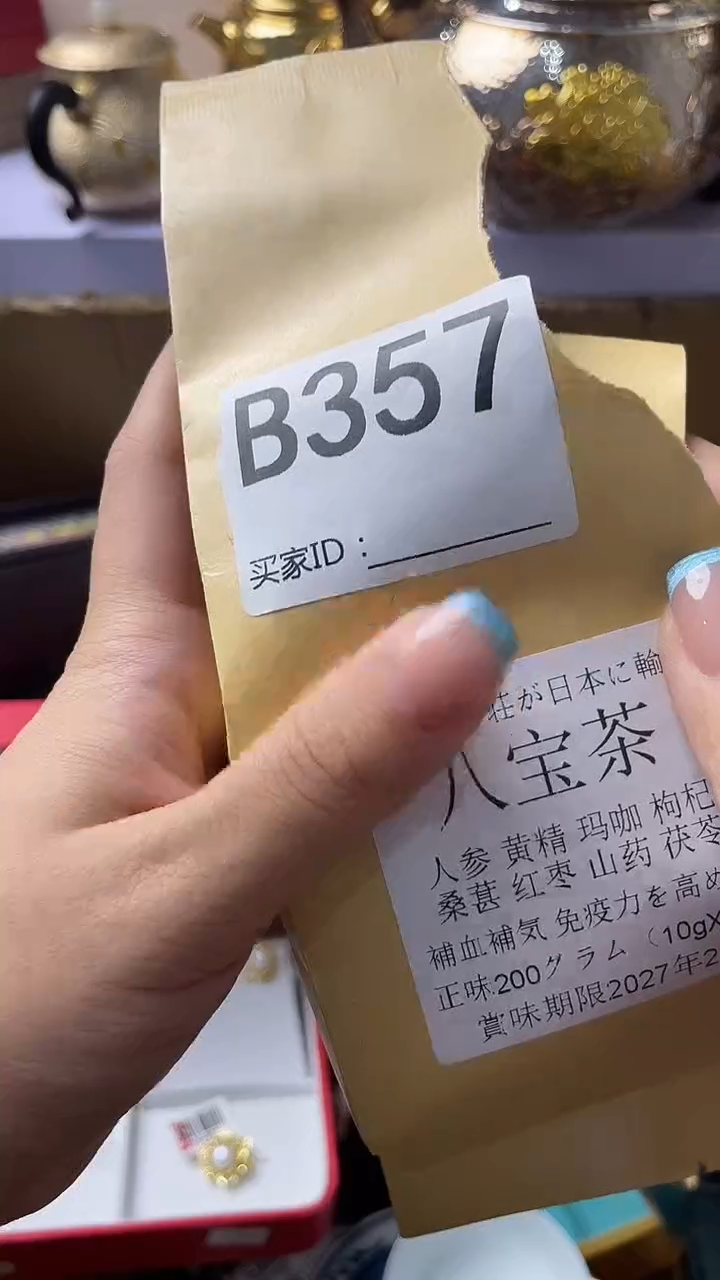 B357
买家ID：
荘が日本に輸
八宝茶
人参 黄精 玛咖 枸杞
桑葚 红枣 山药 茯苓
補血補気 免疫力を高め
正味200グラム（10gX
賞味期限2027年2